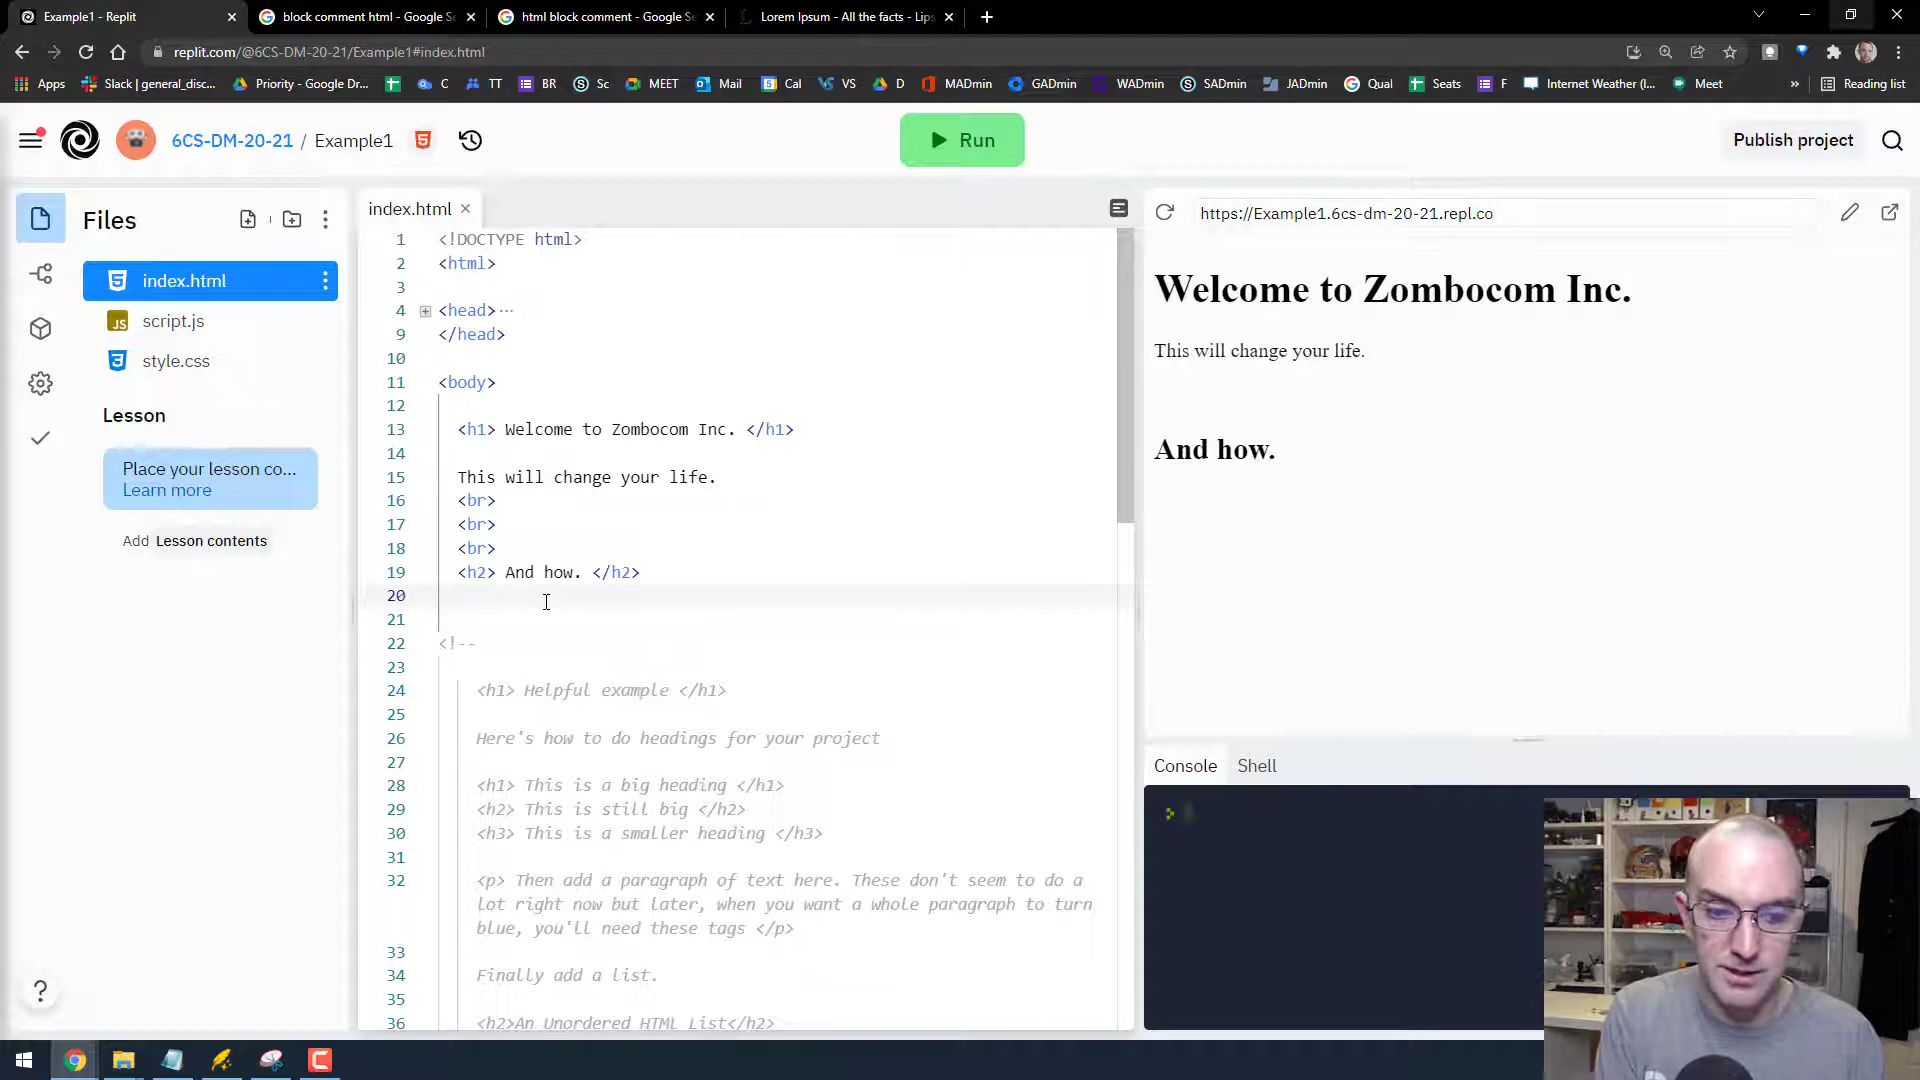 Example1 - Replit
block comment html - Google Se
html block comment - Google Se
Lorem Ipsum - All the facts - Lips
replit.com/@6CS-DM-20-21/Example1#index.html
Apps
Slack | general_disc...
Priority - Google Dr...
C
TT
BR
Sc
MEET
Mail
Cal
VS
D
MAdmin
GAdmin
WAdmin
SAdmin
JAdmin
Qual
Seats
F
Internet Weather (I...
Meet
»
Reading list
6CS-DM-20-21 / Example1
Run
Publish project
Files
index.html
script.js
style.css
Lesson
Place your lesson co...
Learn more
Add Lesson contents
index.html
1 <!DOCTYPE html>
2 <html>
3
4 <head>···
9 </head>
10
11 <body>
12
13 <h1> Welcome to Zombocom Inc. </h1>
14
15 This will change your life.
16 <br>
17 <br>
18 <br>
19 <h2> And how. </h2>
20
21
22 <!--
23
24 <h1> Helpful example </h1>
25
26 Here's how to do headings for your project
27
28 <h1> This is a big heading </h1>
29 <h2> This is still big </h2>
30 <h3> This is a smaller heading </h3>
31
32 <p> Then add a paragraph of text here. These don't seem to do a
lot right now but later, when you want a whole paragraph to turn
blue, you'll need these tags </p>
33
34 Finally add a list.
35
36 <h2>An Unordered HTML List</h2>
https://Example1.6cs-dm-20-21.repl.co
Welcome to Zombocom Inc.
This will change your life.
And how.
Console
Shell